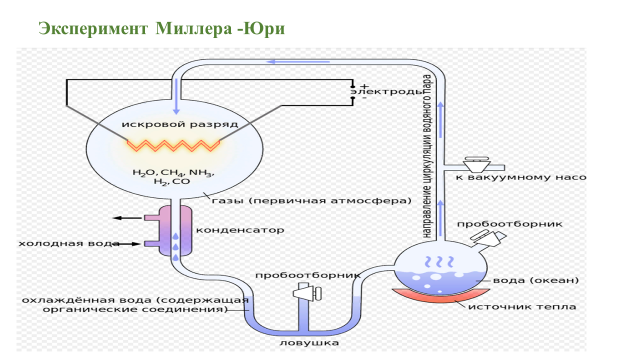 Эксперимент Миллера -Юри
электроды
+
-
искровой разряд
H2O, CH4, NH3,
H2, CO
газы (первичная атмосфера)
направление циркуляции водяного пара
к вакуумному насо
пробоотборник
конденсатор
холодная вода
вода (океан)
источник тепла
пробоотборник
охлаждённая вода (содержащая
органические соединения)
ловушка